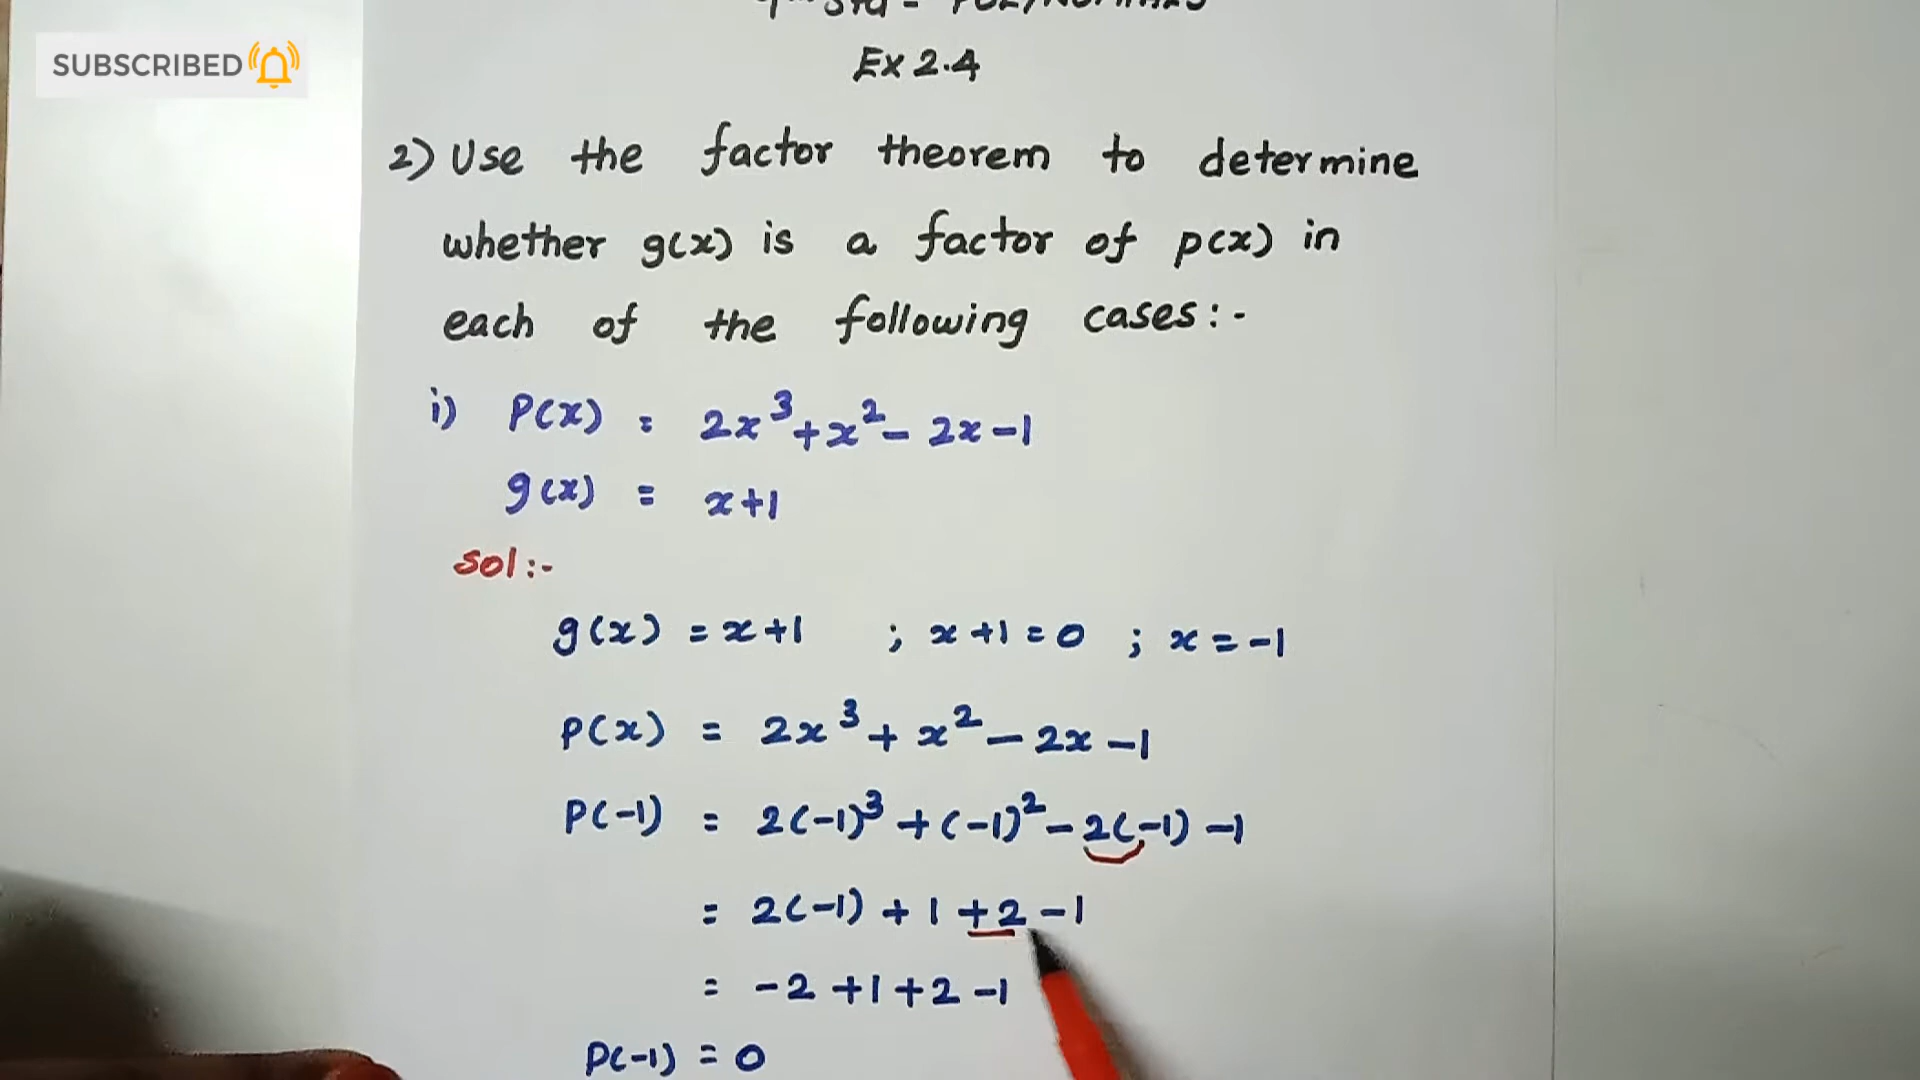 SUBSCRIBED
Ex 2.4
2) Use the factor theorem to determine
whether g(x) is a factor of p(x) in
each of the following cases:-
i) P(x) = 2x³+x²- 2x-1
g(x) = x+1
Sol:-
g(x) = x+1 ; x+1=0 ; x=-1
P(x) = 2x³+ x²- 2x -1
P(-1) = 2(-1)³+(-1)²-2(-1) -1
= 2(-1) + 1 +2 -1
= -2 +1 +2 -1
P(-1) = 0